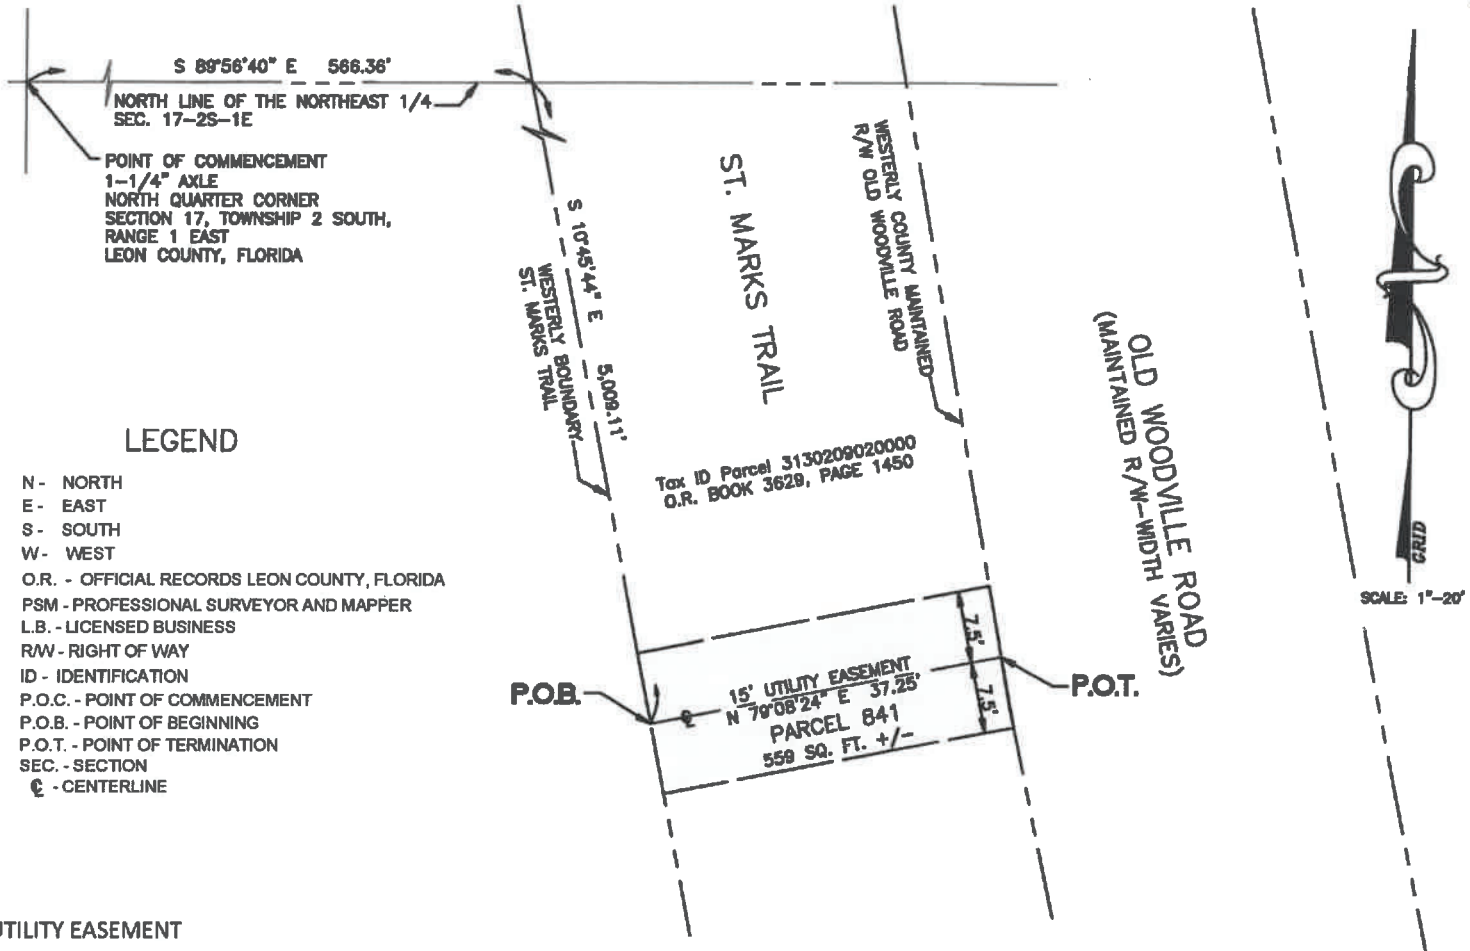 S 89°56'40" E 566.36'
NORTH LINE OF THE NORTHEAST 1/4
SEC. 17-2S-1E
POINT OF COMMENCEMENT
1-1/4" AXLE
NORTH QUARTER CORNER
SECTION 17, TOWNSHIP 2 SOUTH,
RANGE 1 EAST
LEON COUNTY, FLORIDA
S 10°45'44" E 5,009.11'
WESTERLY BOUNDARY
ST. MARKS TRAIL
ST. MARKS TRAIL
WESTERLY COUNTY MAINTAINED
R/W OLD WOODVILLE ROAD
OLD WOODVILLE ROAD
(MAINTAINED R/W-WIDTH VARIES)
GRID
SCALE: 1"-20'
Tax ID Parcel 3130209020000
O.R. BOOK 3629, PAGE 1450
LEGEND
N - NORTH
E - EAST
S - SOUTH
W - WEST
O.R. - OFFICIAL RECORDS LEON COUNTY, FLORIDA
PSM - PROFESSIONAL SURVEYOR AND MAPPER
L.B. - LICENSED BUSINESS
R/W - RIGHT OF WAY
ID - IDENTIFICATION
P.O.C. - POINT OF COMMENCEMENT
P.O.B. - POINT OF BEGINNING
P.O.T. - POINT OF TERMINATION
SEC. - SECTION
℄ - CENTERLINE
P.O.B.
℄
15' UTILITY EASEMENT
N 79°08'24" E 37.25'
PARCEL 841
559 SQ. FT. +/-
7.5'
7.5'
P.O.T.
UTILITY EASEMENT